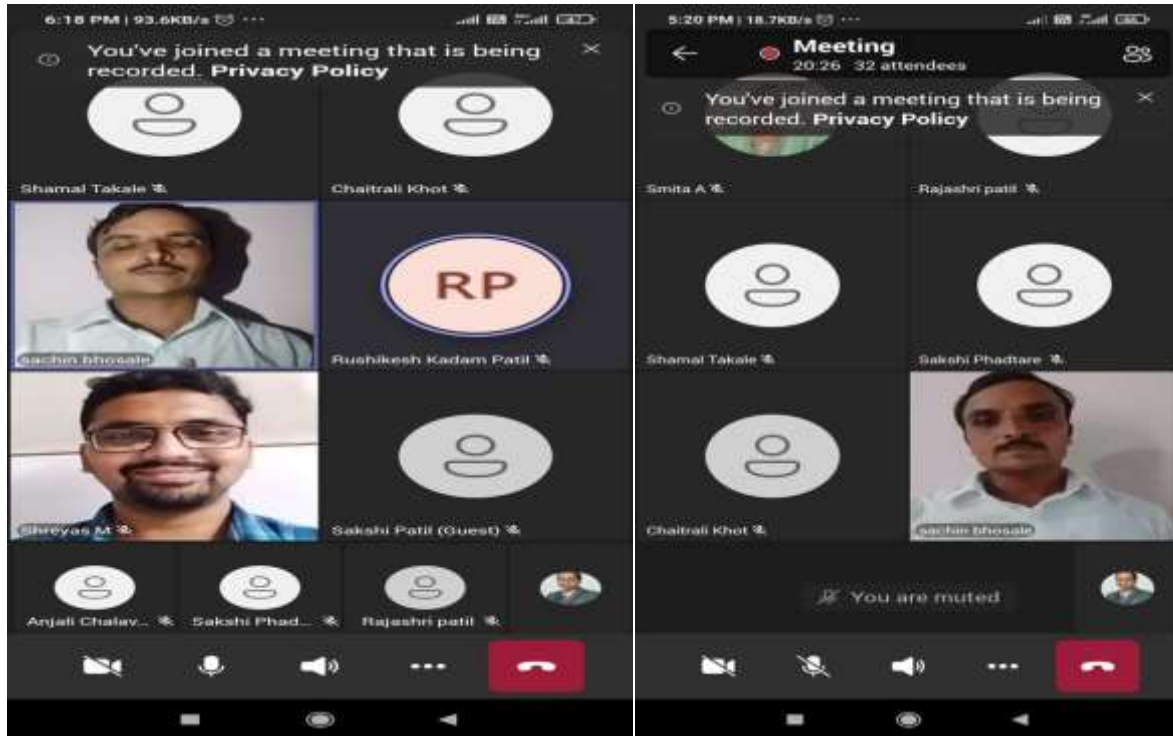 6:18 PM | 93.6KB/s
You've joined a meeting that is being
recorded. Privacy Policy
Shamal Takale
Chaitrali Khot
sachin bhosale
RP
Rushikesh Kadam Patil
Shreyas M
Sakshi Patil (Guest)
Anjali Chalav...
Sakshi Phad...
Rajashri patil
5:20 PM | 18.7KB/s
Meeting
20:26 32 attendees
You've joined a meeting that is being
recorded. Privacy Policy
Smita A
Rajashri patil
Shamal Takale
Sakshi Phadtare
Chaitrali Khot
sachin bhosale
You are muted